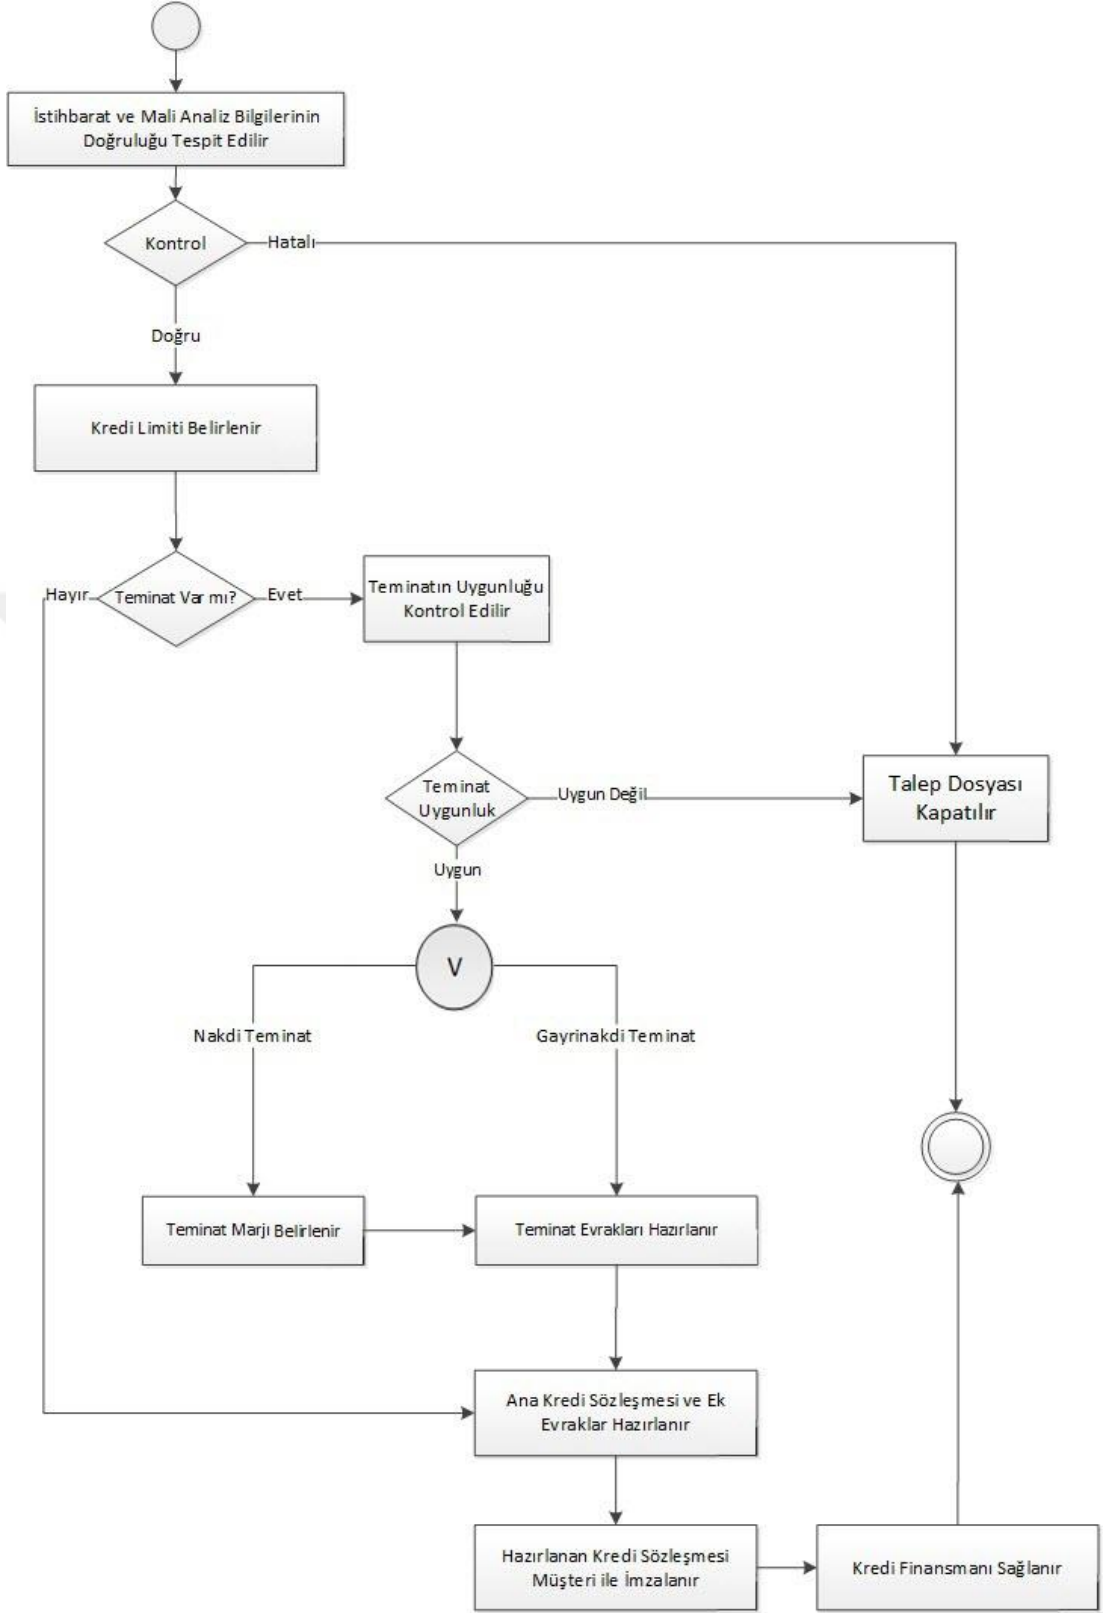 İstihbarat ve Mali Analiz Bilgilerinin
Doğruluğu Tespit Edilir
Kontrol
Hatalı
Doğru
Kredi Limiti Belirlenir
Hayır
Teminat Var mı?
Evet
Teminatın Uygunluğu
Kontrol Edilir
Teminat
Uygunluk
Uygun Değil
Talep Dosyası
Kapatılır
Uygun
V
Nakdi Teminat
Gayrinakdi Teminat
Teminat Marjı Belirlenir
Teminat Evrakları Hazırlanır
Ana Kredi Sözleşmesi ve Ek
Evraklar Hazırlanır
Hazırlanan Kredi Sözleşmesi
Müşteri ile İmzalanır
Kredi Finansmanı Sağlanır